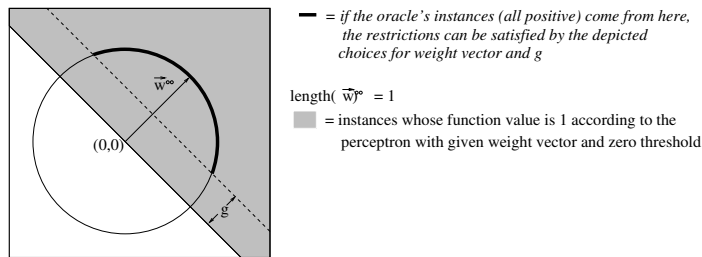 = if the oracle's instances (all positive) come from here,
the restrictions can be satisfied by the depicted
choices for weight vector and g
w∞
length( w∞ ) = 1
= instances whose function value is 1 according to the
perceptron with given weight vector and zero threshold
(0,0)
g